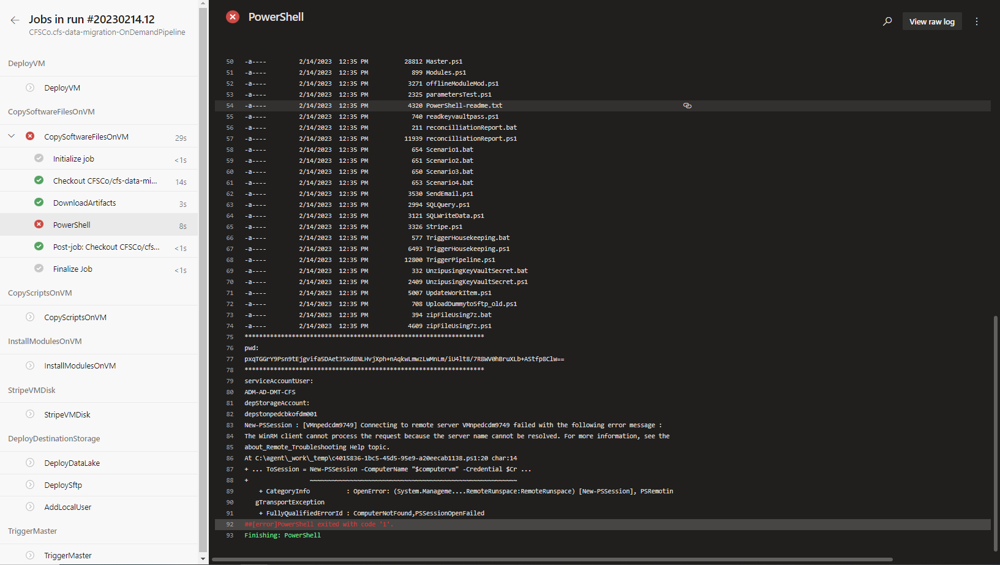 Jobs in run #20230214.12
CFSCo.cfs-data-migration-OnDemandPipeline
DeployVM
DeployVM
CopySoftwareFilesOnVM
CopySoftwareFilesOnVM 29s
Initialize job <1s
Checkout CFSCo/cfs-data-mi... 14s
DownloadArtifacts 3s
PowerShell 8s
Post-job: Checkout CFSCo/cfs... <1s
Finalize Job <1s
CopyScriptsOnVM
CopyScriptsOnVM
InstallModulesOnVM
InstallModulesOnVM
StripeVMDisk
StripeVMDisk
DeployDestinationStorage
DeployDataLake
DeploySftp
AddLocalUser
TriggerMaster
TriggerMaster
PowerShell
View raw log
50 -a---- 2/14/2023 12:35 PM 28812 Master.ps1
51 -a---- 2/14/2023 12:35 PM 899 Modules.ps1
52 -a---- 2/14/2023 12:35 PM 3271 offlineModuleMod.ps1
53 -a---- 2/14/2023 12:35 PM 2325 parametersTest.ps1
54 -a---- 2/14/2023 12:35 PM 4320 PowerShell-readme.txt
55 -a---- 2/14/2023 12:35 PM 740 readkeyvaultpass.ps1
56 -a---- 2/14/2023 12:35 PM 211 reconcilliationReport.bat
57 -a---- 2/14/2023 12:35 PM 11939 reconcilliationReport.ps1
58 -a---- 2/14/2023 12:35 PM 654 Scenario1.bat
59 -a---- 2/14/2023 12:35 PM 651 Scenario2.bat
60 -a---- 2/14/2023 12:35 PM 650 Scenario3.bat
61 -a---- 2/14/2023 12:35 PM 653 Scenario4.bat
62 -a---- 2/14/2023 12:35 PM 3530 SendEmail.ps1
63 -a---- 2/14/2023 12:35 PM 2994 SQLQuery.ps1
64 -a---- 2/14/2023 12:35 PM 3121 SQLWriteData.ps1
65 -a---- 2/14/2023 12:35 PM 3326 Stripe.ps1
66 -a---- 2/14/2023 12:35 PM 577 TriggerHousekeeping.bat
67 -a---- 2/14/2023 12:35 PM 6493 TriggerHousekeeping.ps1
68 -a---- 2/14/2023 12:35 PM 12800 TriggerPipeline.ps1
69 -a---- 2/14/2023 12:35 PM 332 UnzipusingKeyVaultSecret.bat
70 -a---- 2/14/2023 12:35 PM 2409 UnzipusingKeyVaultSecret.ps1
71 -a---- 2/14/2023 12:35 PM 5007 UpdateWorkItem.ps1
72 -a---- 2/14/2023 12:35 PM 708 UploadDummytoSftp_old.ps1
73 -a---- 2/14/2023 12:35 PM 394 zipFileUsing7z.bat
74 -a---- 2/14/2023 12:35 PM 4609 zipFileUsing7z.ps1
75 ******************************************************************
76 pwd:
77 pxqTGGrY9Psn9tEjgvifa5DAet35xd8NLHvjXph+nAqkwLmwzLwMnLm/iU4lt8/7R8WV0hBruXLb+AStfp8Clw==
78 ******************************************************************
79 serviceAccountUser:
80 ADM-AD-DMT-CFS
81 depStorageAccount:
82 depstonpedcbkofdm001
83 New-PSSession : [VMnpedcdm9749] Connecting to remote server VMnpedcdm9749 failed with the following error message :
84 The WinRM client cannot process the request because the server name cannot be resolved. For more information, see the
85 about_Remote_Troubleshooting Help topic.
86 At C:\agent\_work\_temp\c4015836-1bc5-45d5-95e9-a20eecab1138.ps1:20 char:14
87 + ... ToSession = New-PSSession -ComputerName "$computervm" -Credential $Cr ...
88 + ~~~~~~~~~~~~~~~~~~~~~~~~~~~~~~~~~~~~~~~~~~~~~~~~~~~~~~~~~
89 + CategoryInfo : OpenError: (System.Manageme....RemoteRunspace:RemoteRunspace) [New-PSSession], PSRemotin
90 gTransportException
91 + FullyQualifiedErrorId : ComputerNotFound,PSSessionOpenFailed
92 ##[error]PowerShell exited with code '1'.
93 Finishing: PowerShell